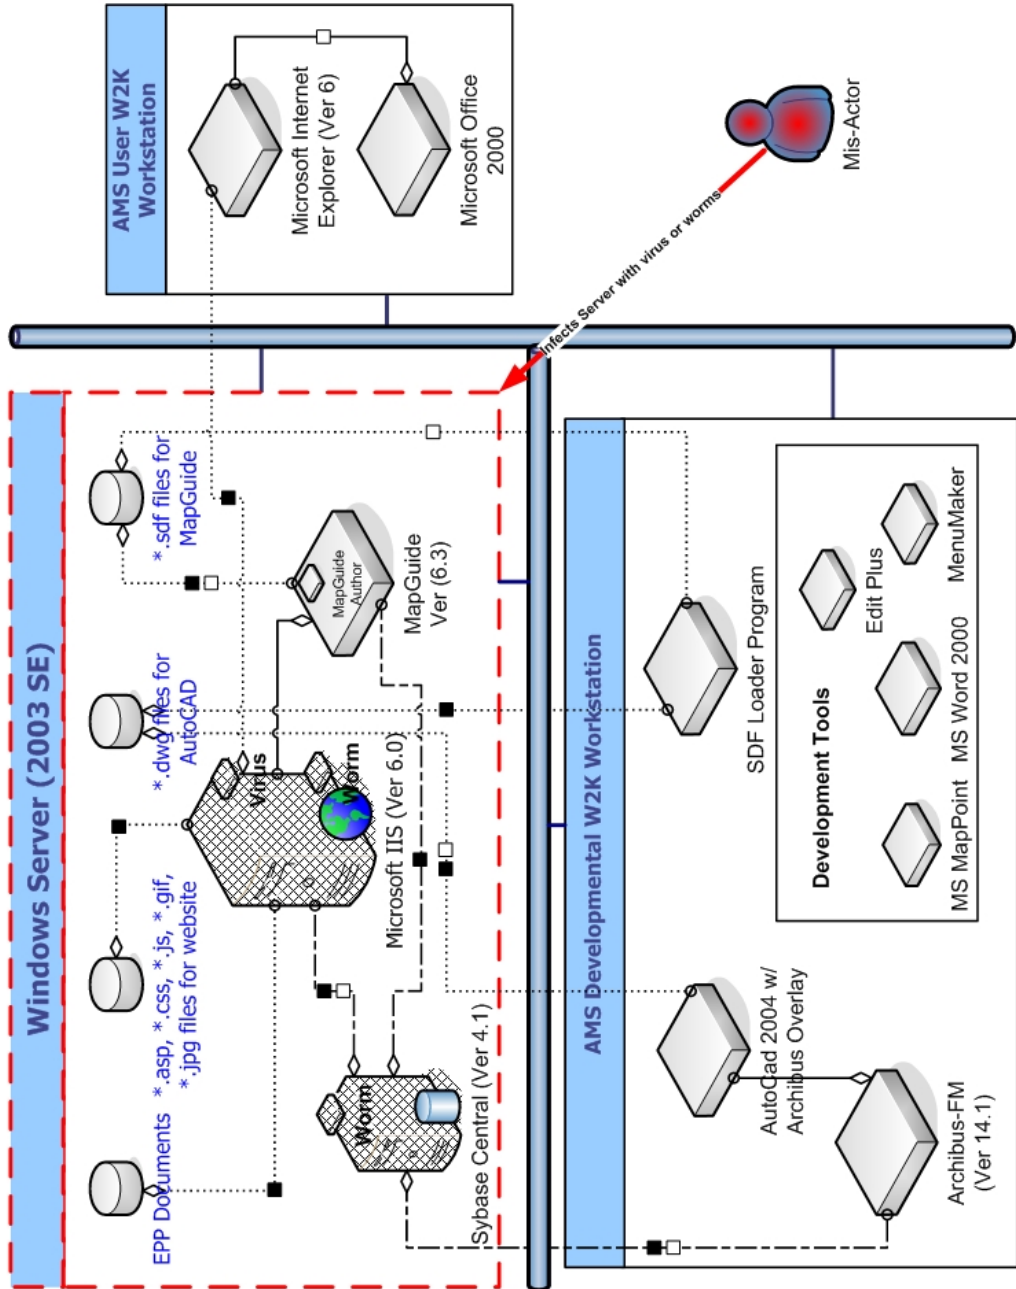 Windows Server (2003 SE)
EPP Documents
*.asp, *.css, *.js, *.gif,
*.jpg files for website
*.dwg files for
AutoCAD
*.sdf files for
MapGuide
Virus
Worm
Microsoft IIS (Ver 6.0)
MapGuide
Author
MapGuide
Ver (6.3)
Worm
Sybase Central (Ver 4.1)
AMS User W2K
Workstation
Microsoft Internet
Explorer (Ver 6)
Microsoft Office
2000
Infects Server with virus or worms
Mis-Actor
AMS Developmental W2K Workstation
AutoCad 2004 w/
Archibus Overlay
Archibus-FM
(Ver 14.1)
SDF Loader Program
Development Tools
Edit Plus
MS MapPoint
MS Word 2000
MenuMaker